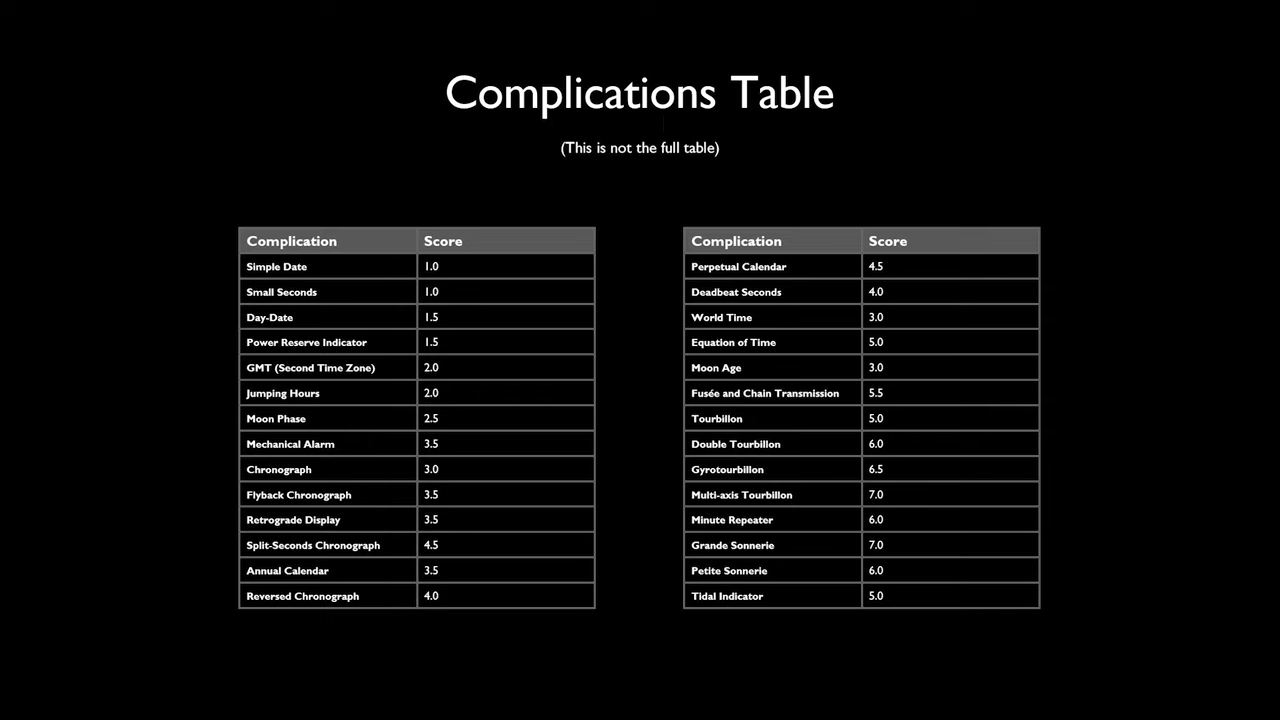 Complications Table
(This is not the full table)
Complication Score
Simple Date 1.0
Small Seconds 1.0
Day-Date 1.5
Power Reserve Indicator 1.5
GMT (Second Time Zone) 2.0
Jumping Hours 2.0
Moon Phase 2.5
Mechanical Alarm 3.5
Chronograph 3.0
Flyback Chronograph 3.5
Retrograde Display 3.5
Split-Seconds Chronograph 4.5
Annual Calendar 3.5
Reversed Chronograph 4.0
Complication Score
Perpetual Calendar 4.5
Deadbeat Seconds 4.0
World Time 3.0
Equation of Time 5.0
Moon Age 3.0
Fusée and Chain Transmission 5.5
Tourbillon 5.0
Double Tourbillon 6.0
Gyrotourbillon 6.5
Multi-axis Tourbillon 7.0
Minute Repeater 6.0
Grande Sonnerie 7.0
Petite Sonnerie 6.0
Tidal Indicator 5.0